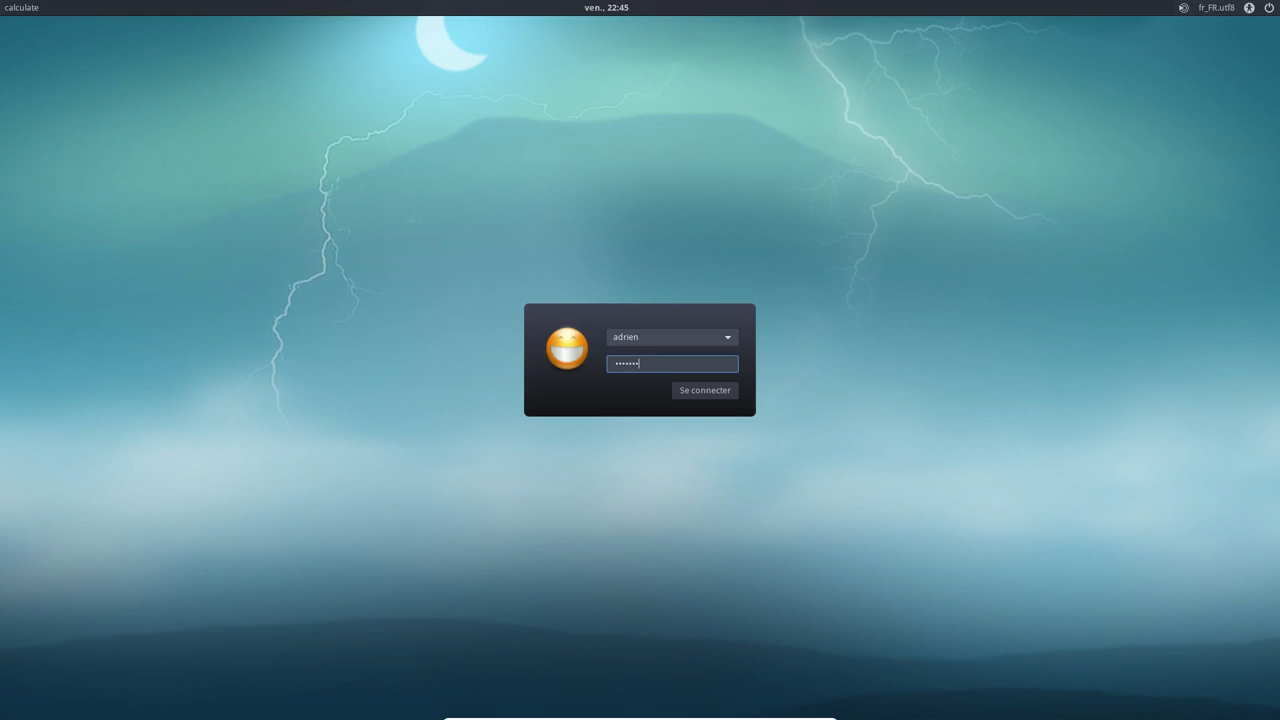 calculate
ven., 22:45
fr_FR.utf8
adrien
•••••••
Se connecter